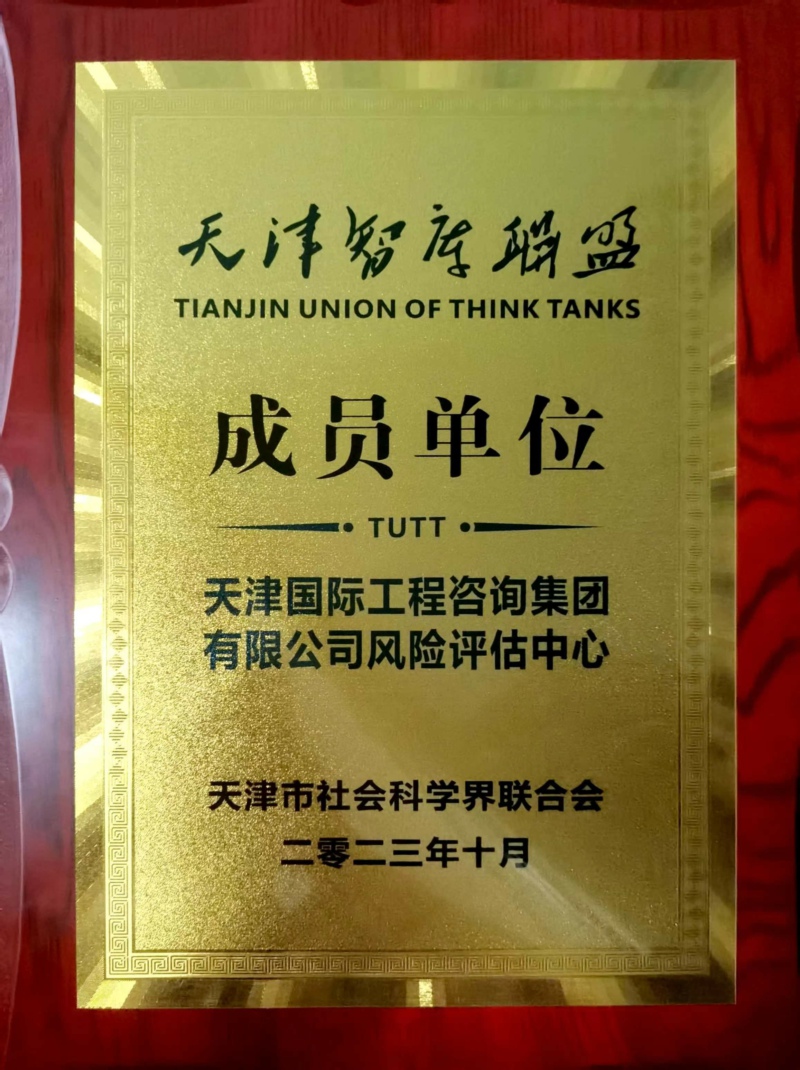 天津智库联盟
TIANJIN UNION OF THINK TANKS
成员单位
TUTT
天津国际工程咨询集团
有限公司风险评估中心
天津市社会科学界联合会
二零二三年十月